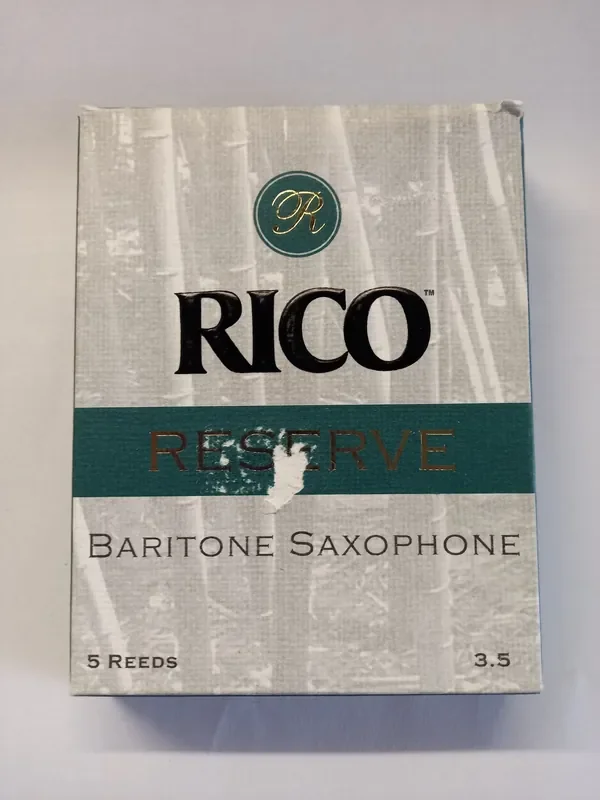 R
RICO™
RESERVE
BARITONE SAXOPHONE
5 REEDS 3.5